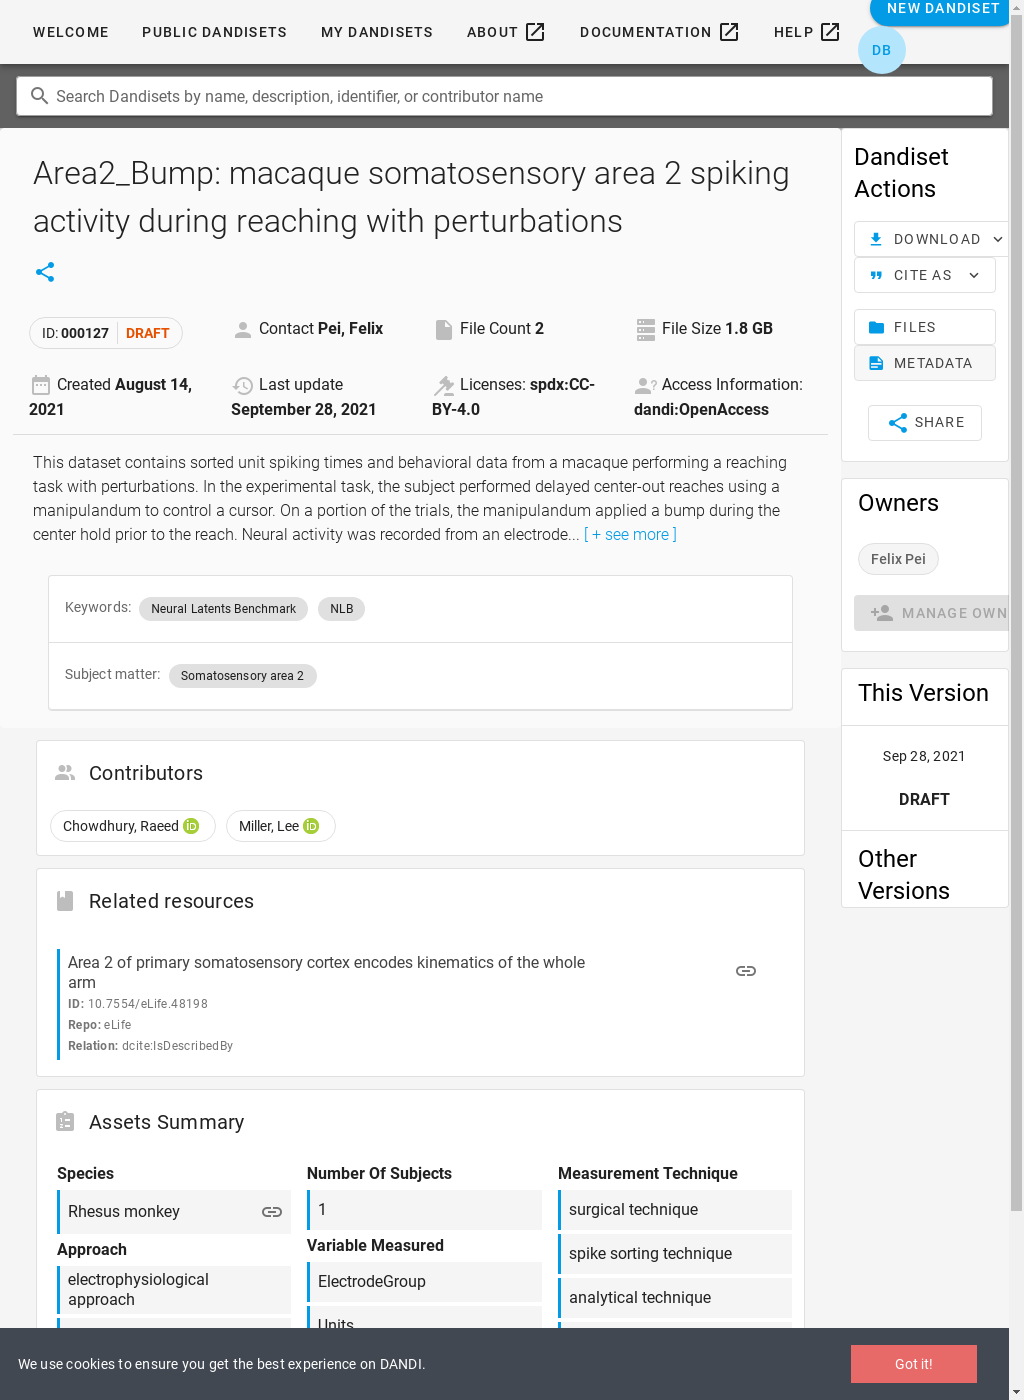 WELCOME
PUBLIC DANDISETS
MY DANDISETS
ABOUT
DOCUMENTATION
HELP
NEW DANDISET
DB
Search Dandisets by name, description, identifier, or contributor name
Area2_Bump: macaque somatosensory area 2 spiking
activity during reaching with perturbations
ID: 000127 DRAFT
Contact Pei, Felix
File Count 2
File Size 1.8 GB
Created August 14,
2021
Last update
September 28, 2021
Licenses: spdx:CC-
BY-4.0
Access Information:
dandi:OpenAccess
This dataset contains sorted unit spiking times and behavioral data from a macaque performing a reaching
task with perturbations. In the experimental task, the subject performed delayed center-out reaches using a
manipulandum to control a cursor. On a portion of the trials, the manipulandum applied a bump during the
center hold prior to the reach. Neural activity was recorded from an electrode... [ + see more ]
Keywords: Neural Latents Benchmark NLB
Subject matter: Somatosensory area 2
Contributors
Chowdhury, Raeed iD
Miller, Lee iD
Related resources
Area 2 of primary somatosensory cortex encodes kinematics of the whole
arm
ID: 10.7554/eLife.48198
Repo: eLife
Relation: dcite:IsDescribedBy
Assets Summary
Species
Rhesus monkey
Approach
electrophysiological
approach
Number Of Subjects
1
Variable Measured
ElectrodeGroup
Units
Measurement Technique
surgical technique
spike sorting technique
analytical technique
Dandiset
Actions
DOWNLOAD
CITE AS
FILES
METADATA
SHARE
Owners
Felix Pei
MANAGE OWN
This Version
Sep 28, 2021
DRAFT
Other
Versions
We use cookies to ensure you get the best experience on DANDI.
Got it!